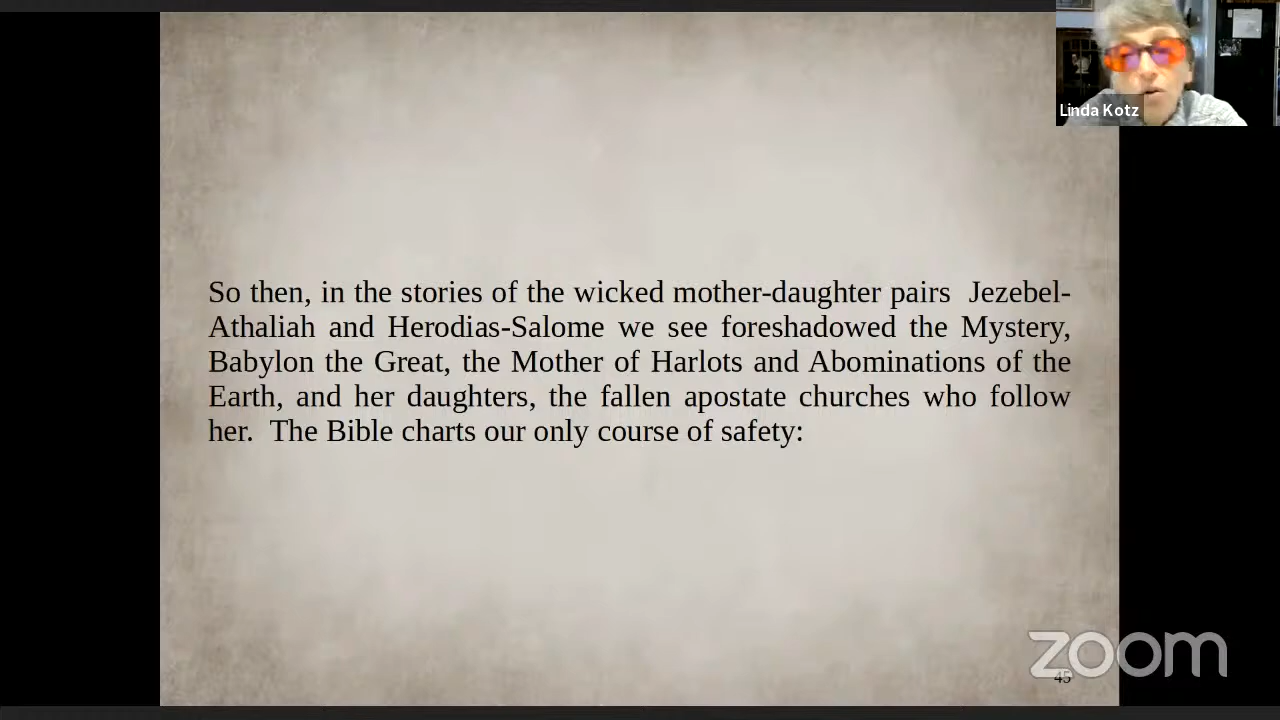 Linda Kotz
So then, in the stories of the wicked mother-daughter pairs  Jezebel-
Athaliah and Herodias-Salome we see foreshadowed the Mystery,
Babylon the Great, the Mother of Harlots and Abominations of the
Earth, and her daughters, the fallen apostate churches who follow
her.  The Bible charts our only course of safety:
zoom
45